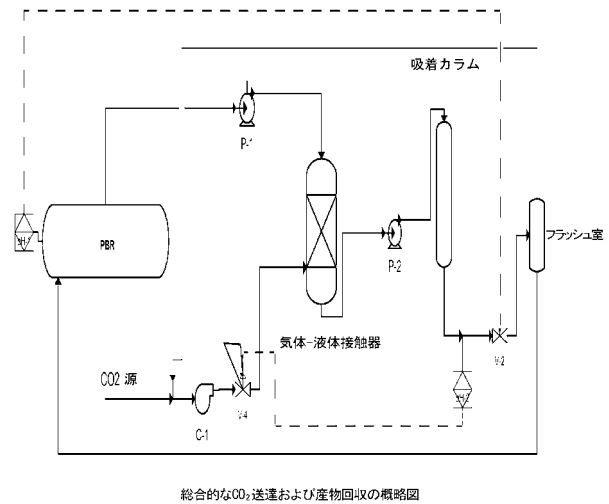 吸着カラム
P-1
PBR
P-2
フラッシュ室
気体-液体接触器
V-2
CO2 源
V-4
C-1
総合的なCO₂送達および産物回収の概略図